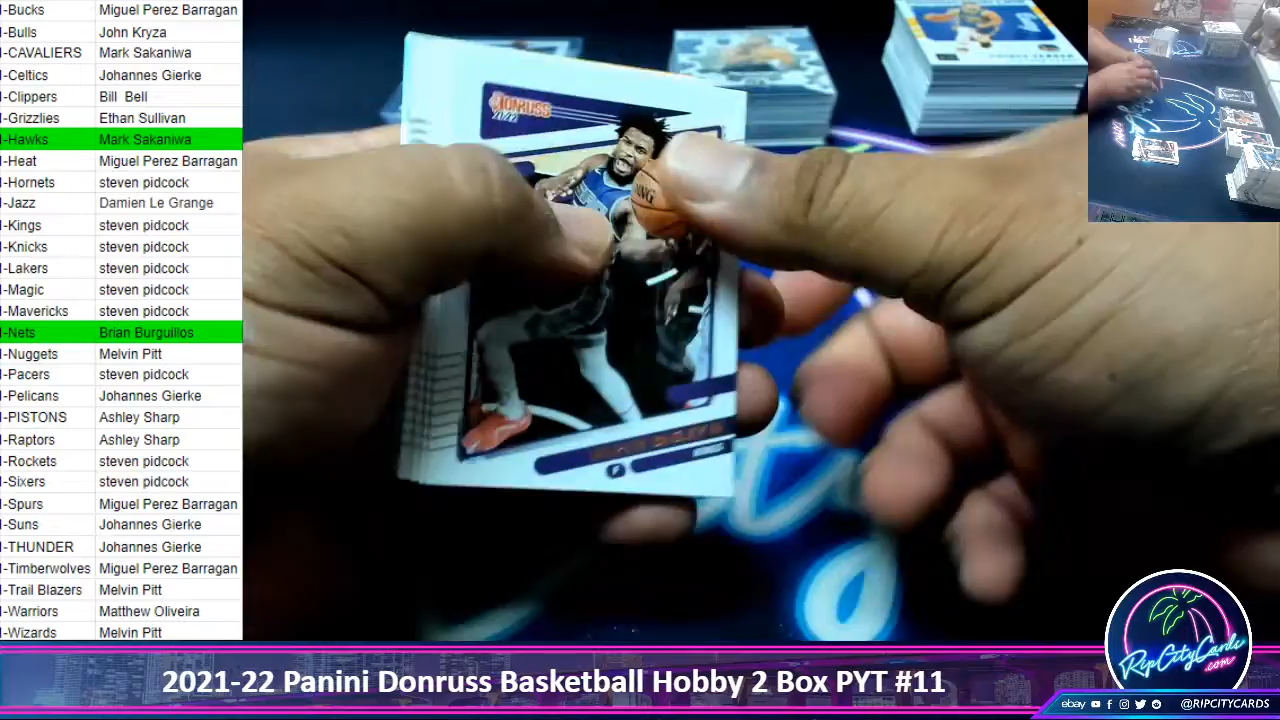 I-Bucks Miguel Perez Barragan
I-Bulls John Kryza
I-CAVALIERS Mark Sakaniwa
I-Celtics Johannes Gierke
I-Clippers Bill Bell
I-Grizzlies Ethan Sullivan
I-Hawks Mark Sakaniwa
I-Heat Miguel Perez Barragan
I-Hornets steven pidcock
I-Jazz Damien Le Grange
I-Kings steven pidcock
I-Knicks steven pidcock
I-Lakers steven pidcock
I-Magic steven pidcock
I-Mavericks steven pidcock
I-Nets Brian Burguillos
I-Nuggets Melvin Pitt
I-Pacers steven pidcock
I-Pelicans Johannes Gierke
I-PISTONS Ashley Sharp
I-Raptors Ashley Sharp
I-Rockets steven pidcock
I-Sixers steven pidcock
I-Spurs Miguel Perez Barragan
I-Suns Johannes Gierke
I-THUNDER Johannes Gierke
I-Timberwolves Miguel Perez Barragan
I-Trail Blazers Melvin Pitt
I-Warriors Matthew Oliveira
I-Wizards Melvin Pitt
DONRUSS
21-22
RipCityCards
.com
2021-22 Panini Donruss Basketball Hobby 2 Box PYT #11
ebay @RIPCITYCARDS